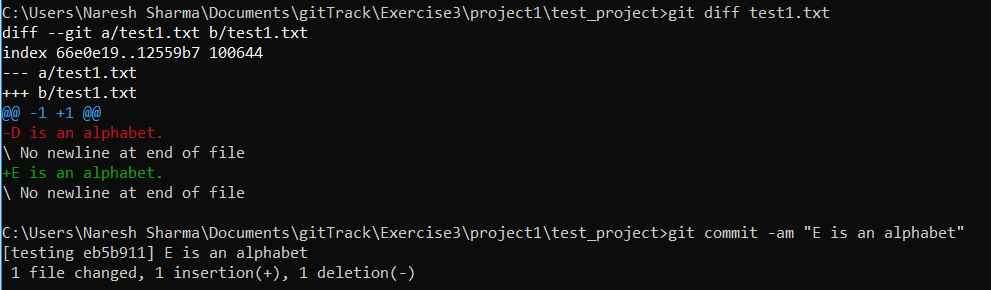 C:\Users\Naresh Sharma\Documents\gitTrack\Exercise3\project1\test_project>git diff test1.txt
diff --git a/test1.txt b/test1.txt
index 66e0e19..12559b7 100644
--- a/test1.txt
+++ b/test1.txt
@@ -1 +1 @@
-D is an alphabet.
\ No newline at end of file
+E is an alphabet.
\ No newline at end of file
C:\Users\Naresh Sharma\Documents\gitTrack\Exercise3\project1\test_project>git commit -am "E is an alphabet"
[testing eb5b911] E is an alphabet
 1 file changed, 1 insertion(+), 1 deletion(-)